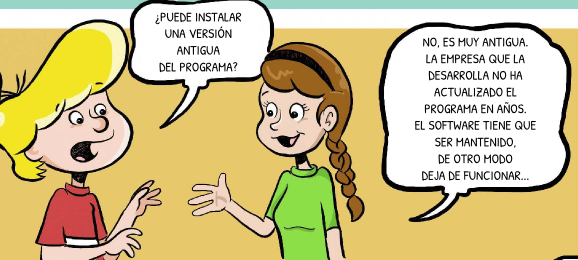 ¿PUEDE INSTALAR
UNA VERSIÓN
ANTIGUA
DEL PROGRAMA?
NO, ES MUY ANTIGUA.
LA EMPRESA QUE LA
DESARROLLA NO HA
ACTUALIZADO EL
PROGRAMA EN AÑOS.
EL SOFTWARE TIENE QUE
SER MANTENIDO,
DE OTRO MODO
DEJA DE FUNCIONAR...